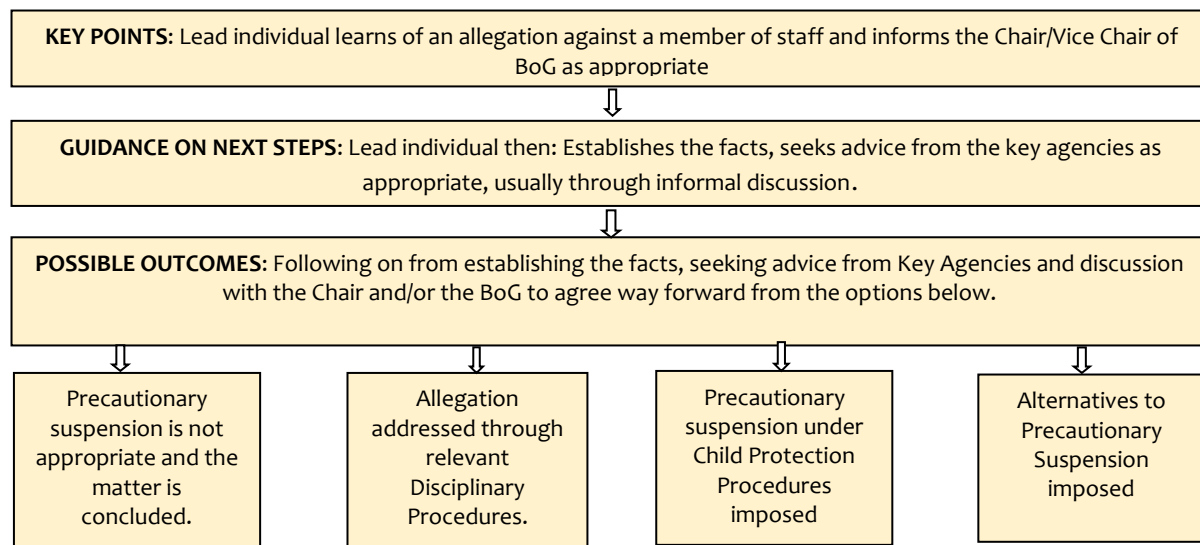 KEY POINTS: Lead individual learns of an allegation against a member of staff and informs the Chair/Vice Chair of
BoG as appropriate
GUIDANCE ON NEXT STEPS: Lead individual then: Establishes the facts, seeks advice from the key agencies as
appropriate, usually through informal discussion.
POSSIBLE OUTCOMES: Following on from establishing the facts, seeking advice from Key Agencies and discussion
with the Chair and/or the BoG to agree way forward from the options below.
Precautionary
suspension is not
appropriate and the
matter is
concluded.
Allegation
addressed through
relevant
Disciplinary
Procedures.
Precautionary
suspension under
Child Protection
Procedures
imposed
Alternatives to
Precautionary
Suspension
imposed